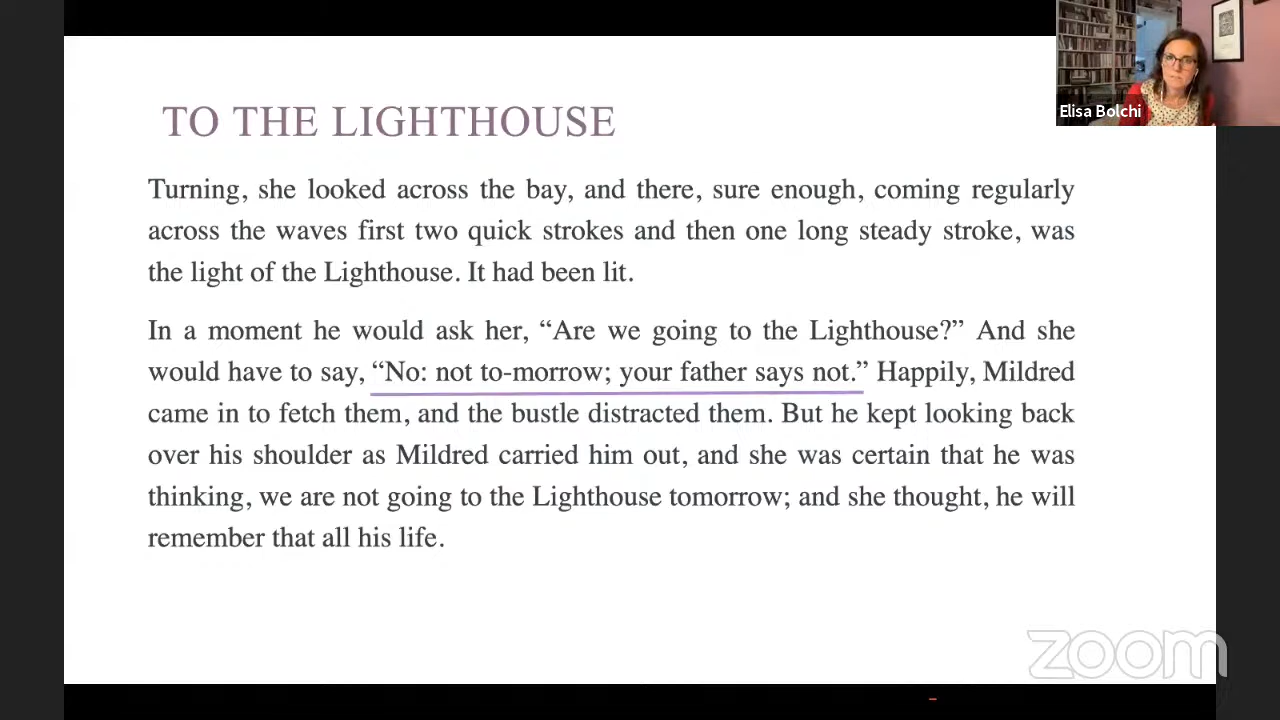 TO THE LIGHTHOUSE
Elisa Bolchi
Turning, she looked across the bay, and there, sure enough, coming regularly
across the waves first two quick strokes and then one long steady stroke, was
the light of the Lighthouse. It had been lit.
In a moment he would ask her, “Are we going to the Lighthouse?” And she
would have to say, “No: not to-morrow; your father says not.” Happily, Mildred
came in to fetch them, and the bustle distracted them. But he kept looking back
over his shoulder as Mildred carried him out, and she was certain that he was
thinking, we are not going to the Lighthouse tomorrow; and she thought, he will
remember that all his life.
zoom